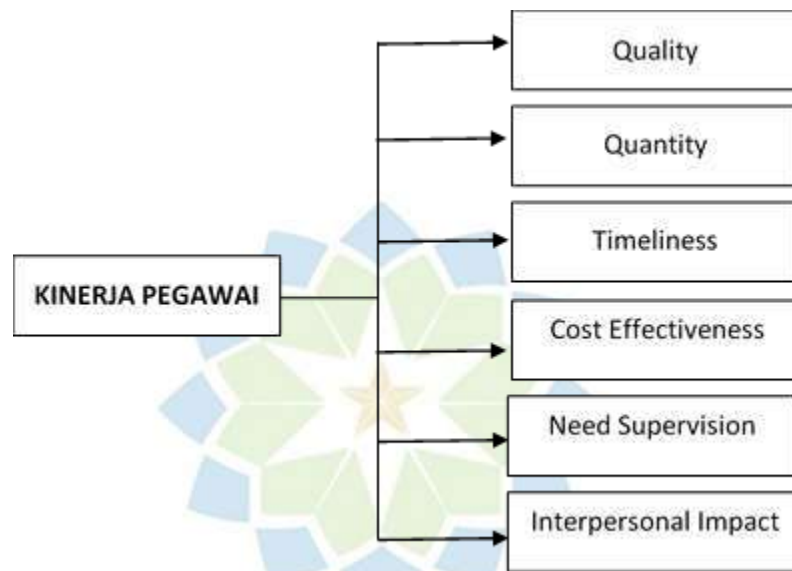 Quality
Quantity
Timeliness
KINERJA PEGAWAI
Cost Effectiveness
Need Supervision
Interpersonal Impact